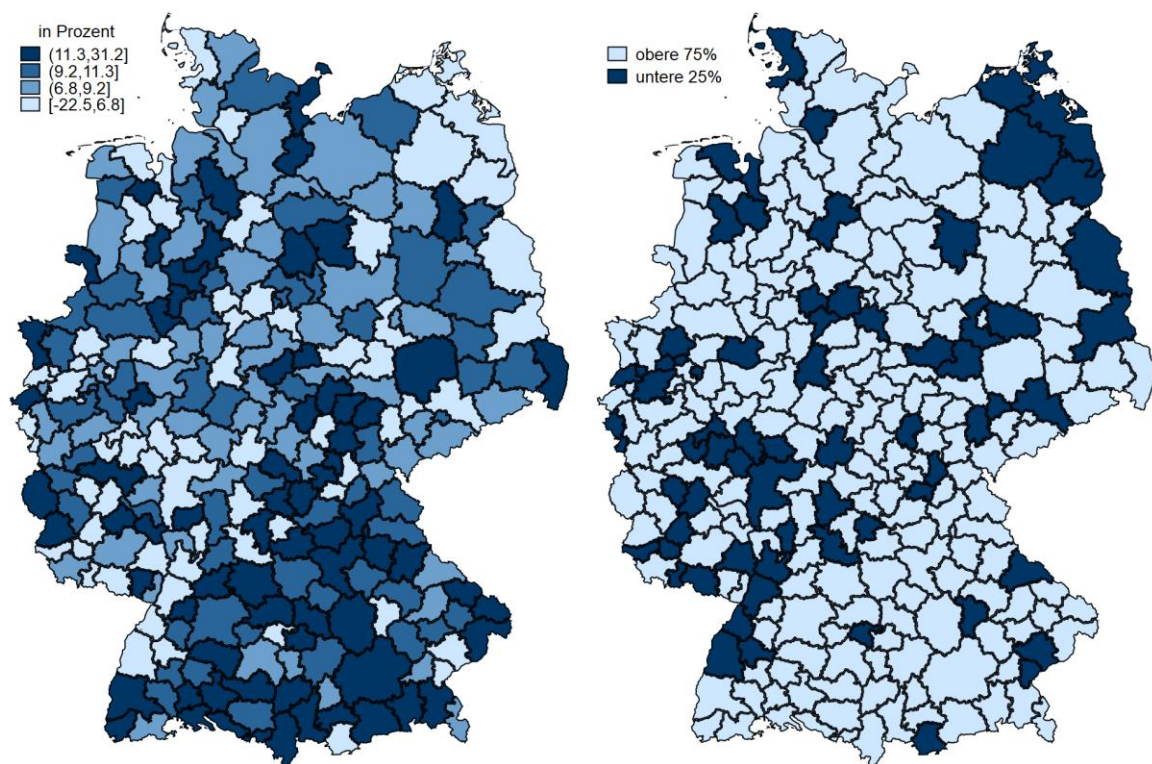 in Prozent
(11.3,31.2]
(9.2,11.3]
(6.8,9.2]
[-22.5,6.8]
obere 75%
untere 25%